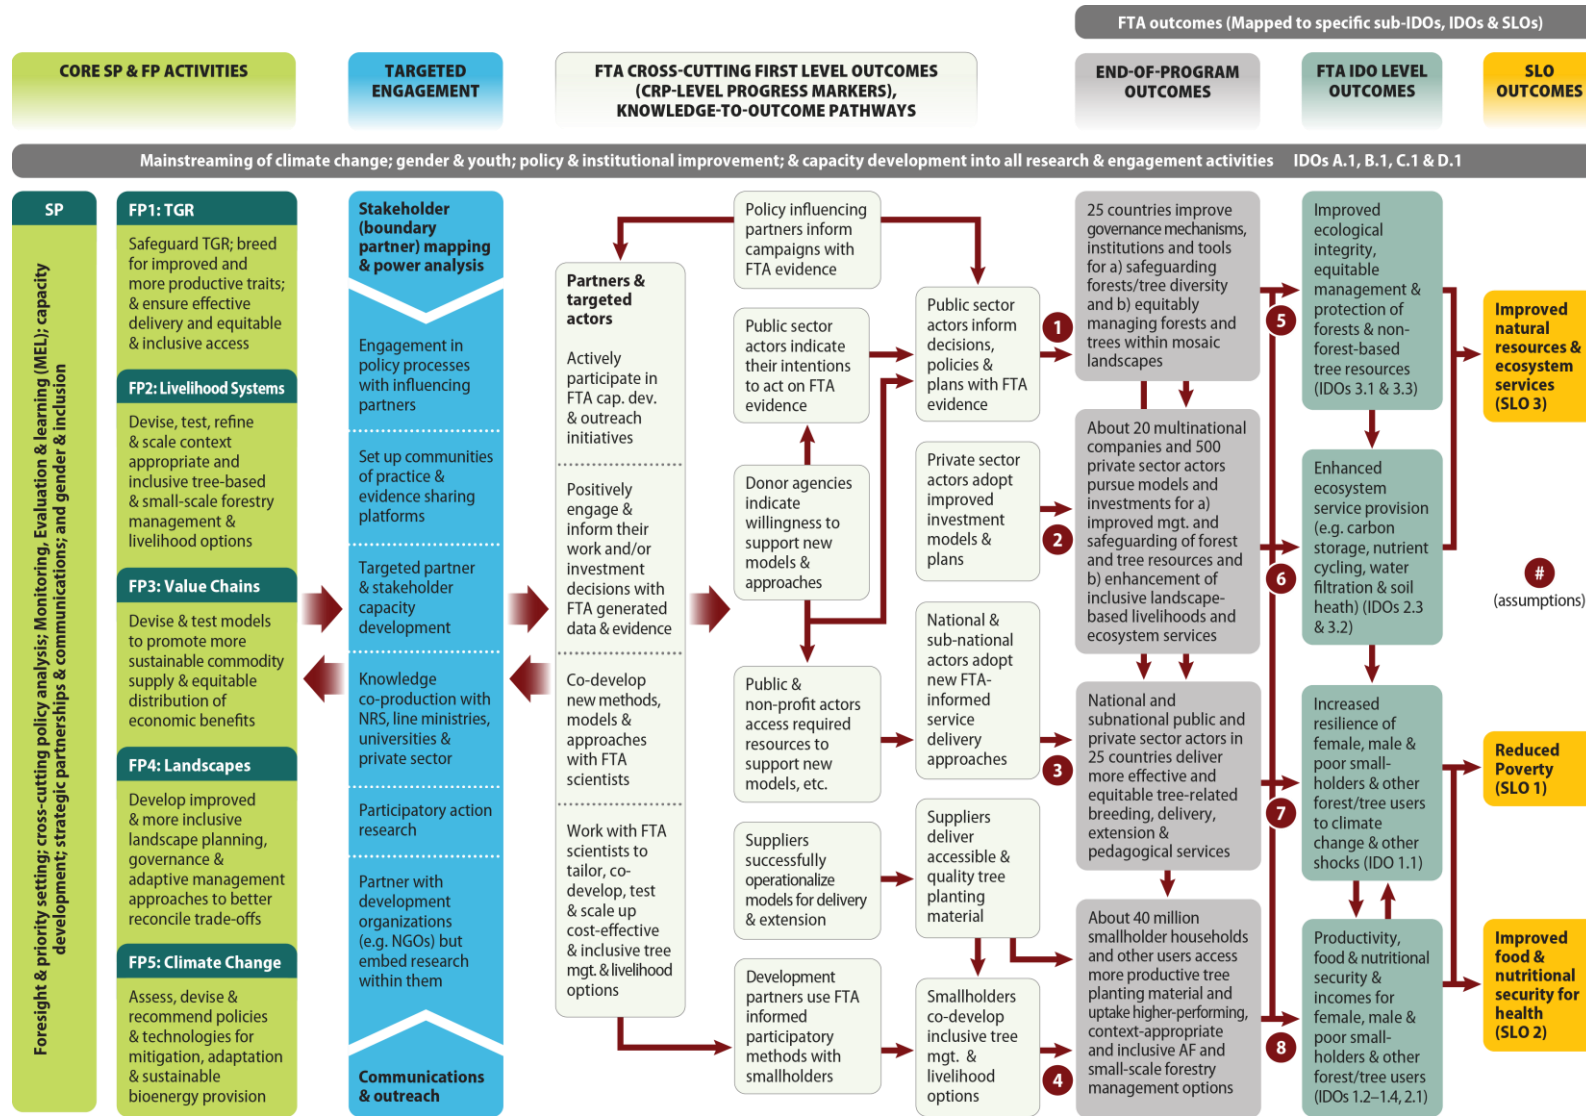 FTA outcomes (Mapped to specific sub-IDOs, IDOs & SLOs)
CORE SP & FP ACTIVITIES
TARGETED
ENGAGEMENT
FTA CROSS-CUTTING FIRST LEVEL OUTCOMES
(CRP-LEVEL PROGRESS MARKERS),
KNOWLEDGE-TO-OUTCOME PATHWAYS
END-OF-PROGRAM
OUTCOMES
FTA IDO LEVEL
OUTCOMES
SLO
OUTCOMES
Mainstreaming of climate change; gender & youth; policy & institutional improvement; & capacity development into all research & engagement activities IDOs A.1, B.1, C.1 & D.1
SP
Foresight & priority setting; cross-cutting policy analysis; Monitoring, Evaluation & learning (MEL); capacity
development; strategic partnerships & communications; and gender & inclusion
FP1: TGR
Safeguard TGR; breed
for improved and
more productive traits;
& ensure effective
delivery and equitable
& inclusive access
FP2: Livelihood Systems
Devise, test, refine
& scale context
appropriate and
inclusive tree-based
& small-scale forestry
management &
livelihood options
FP3: Value Chains
Devise & test models
to promote more
sustainable commodity
supply & equitable
distribution of
economic benefits
FP4: Landscapes
Develop improved
& more inclusive
landscape planning,
governance &
adaptive management
approaches to better
reconcile trade-offs
FP5: Climate Change
Assess, devise &
recommend policies
& technologies for
mitigation, adaptation
& sustainable
bioenergy provision
Stakeholder
(boundary
partner) mapping
& power analysis
Engagement in
policy processes
with influencing
partners
Set up communities
of practice &
evidence sharing
platforms
Targeted partner
& stakeholder
capacity
development
Knowledge
co-production with
NRS, line ministries,
universities &
private sector
Participatory action
research
Partner with
development
organizations
(e.g. NGOs) but
embed research
within them
Communications
& outreach
Partners &
targeted
actors
Actively
participate in
FTA cap. dev.
& outreach
initiatives
Positively
engage &
inform their
work and/or
investment
decisions with
FTA generated
data & evidence
Co-develop
new methods,
models &
approaches
with FTA
scientists
Work with FTA
scientists to
tailor, co-
develop, test
& scale up
cost-effective
& inclusive tree
mgt. & livelihood
options
Policy influencing
partners inform
campaigns with
FTA evidence
Public sector
actors indicate
their intentions
to act on FTA
evidence
Donor agencies
indicate
willingness to
support new
models &
approaches
Public &
non-profit actors
access required
resources to
support new
models, etc.
Suppliers
successfully
operationalize
models for delivery
& extension
Development
partners use FTA
informed
participatory
methods with
smallholders
Public sector
actors inform
decisions,
policies &
plans with FTA
evidence
Private sector
actors adopt
improved
investment
models & plans
National &
sub-national
actors adopt
new FTA-
informed
service
delivery
approaches
Suppliers
deliver
accessible &
quality tree
planting
material
Smallholders
co-develop
inclusive tree
mgt. &
livelihood
options
1
2
3
4
25 countries improve
governance mechanisms,
institutions and tools
for a) safeguarding
forests/tree diversity
and b) equitably
managing forests and
trees within mosaic
landscapes
About 20 multinational
companies and 500
private sector actors
pursue models and
investments for a)
improved mgt. and
safeguarding of forest
and tree resources and
b) enhancement of
inclusive landscape-
based livelihoods and
ecosystem services
National and
subnational public and
private sector actors in
25 countries deliver
more effective and
equitable tree-related
breeding, delivery,
extension &
pedagogical services
About 40 million
smallholder households
and other users access
more productive tree
planting material and
uptake higher-performing,
context-appropriate
and inclusive AF and
small-scale forestry
management options
5
6
7
8
Improved
ecological
integrity,
equitable
management &
protection of
forests & non-
forest-based
tree resources
(IDOs 3.1 & 3.3)
Enhanced
ecosystem
service provision
(e.g. carbon
storage, nutrient
cycling, water
filtration & soil
heath) (IDOs 2.3
& 3.2)
Increased
resilience of
female, male &
poor small-
holders & other
forest/tree users
to climate
change & other
shocks (IDO 1.1)
Productivity,
food & nutritional
security &
incomes for
female, male &
poor small-
holders & other
forest/tree users
(IDOs 1.2–1.4, 2.1)
Improved
natural
resources &
ecosystem
services
(SLO 3)
#
(assumptions)
Reduced
Poverty
(SLO 1)
Improved
food &
nutritional
security for
health
(SLO 2)